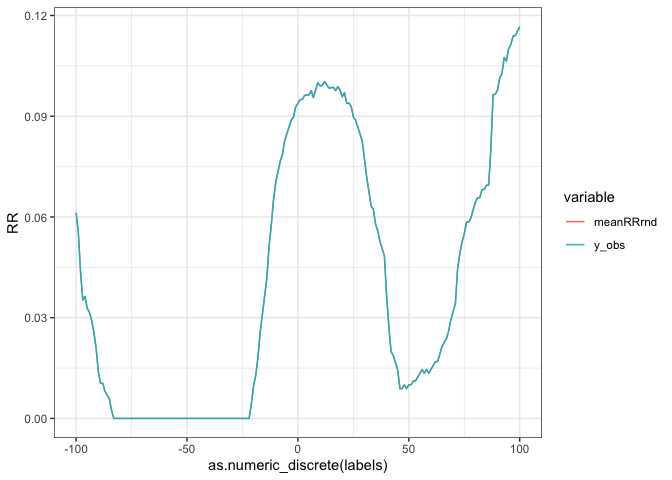 0.12
0.09
0.06
0.03
0.00
RR
-100
-50
0
50
100
as.numeric_discrete(labels)
variable
meanRRrnd
y_obs